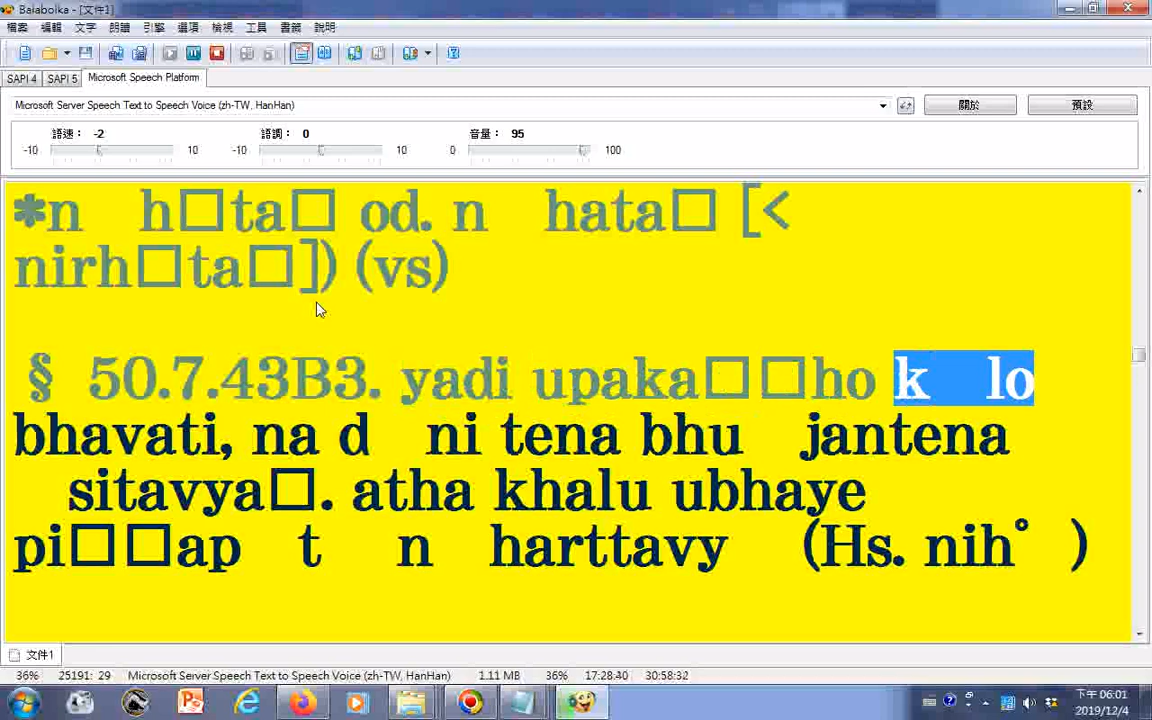 Balabolka - [文件1]
檔案 編輯 文字 朗讀 引擎 選項 檢視 工具 書籤 說明
SAPI 4 SAPI 5 Microsoft Speech Platform
Microsoft Server Speech Text to Speech Voice (zh-TW, HanHan) 關於 預設
語速： -2 語調： 0 音量： 95
-10 10 -10 10 0 100
*n　h□ta□ od. n　hata□ [<
nirh□ta□]) (vs)
§ 50.7.43B3. yadi upaka□□ho k　lo
bhavati, na d　ni tena bhu　jantena
　sitavya□. atha khalu ubhaye
pi□□ap　t　n　harttavy　(Hs. nih°　)
文件1
36% 25191: 29 Microsoft Server Speech Text to Speech Voice (zh-TW, HanHan) 1.11 MB 36% 17:28:40 30:58:32
下午 06:01
2019/12/4